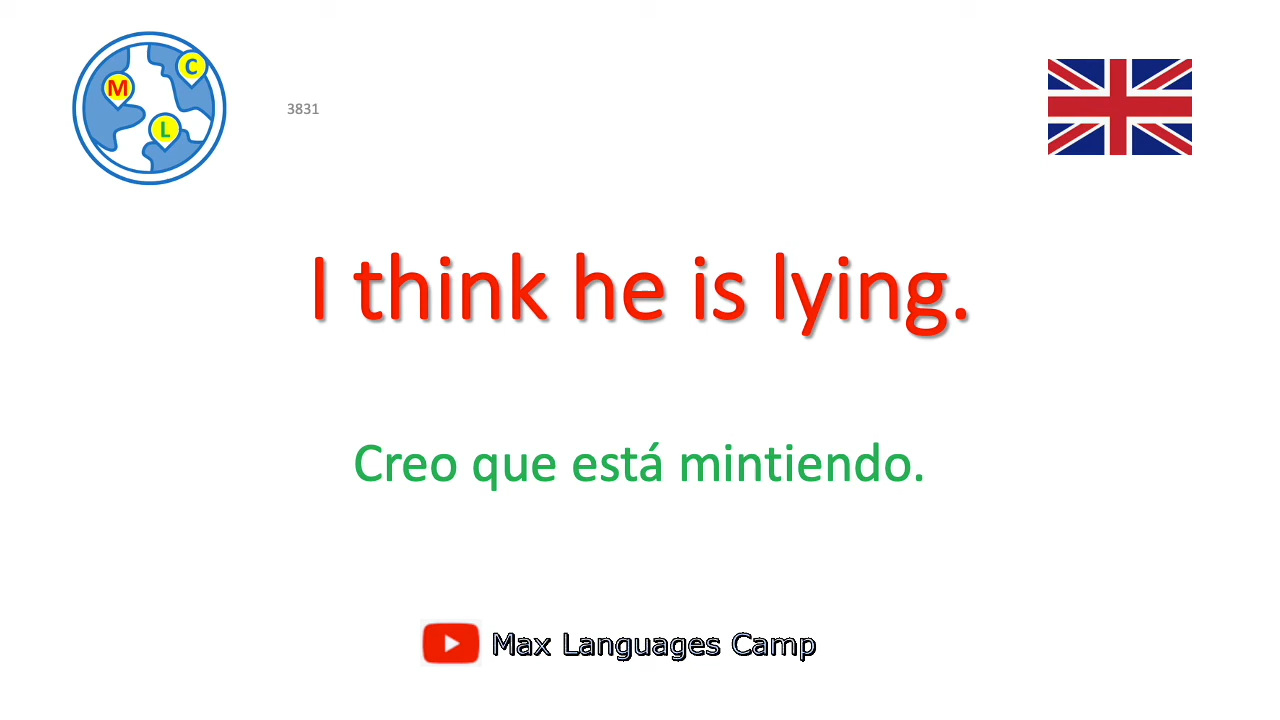 C
M
L
3831
I think he is lying.
Creo que está mintiendo.
Max Languages Camp